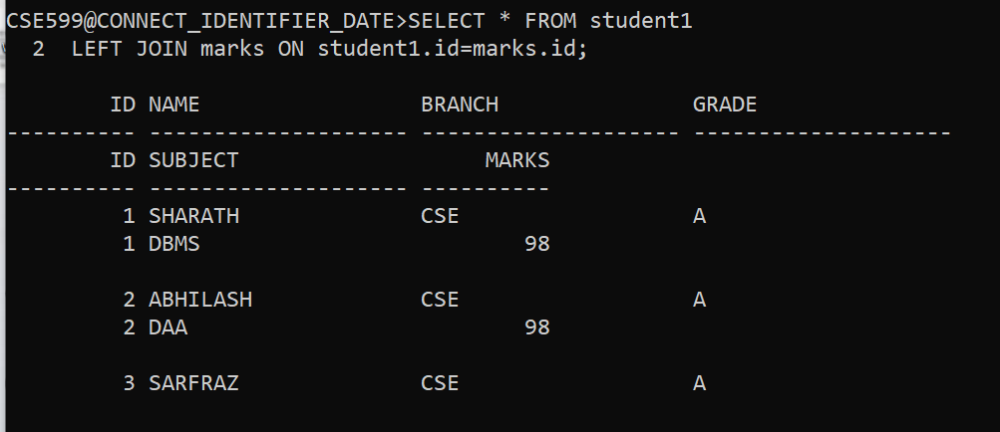 CSE599@CONNECT_IDENTIFIER_DATE>SELECT * FROM student1
  2  LEFT JOIN marks ON student1.id=marks.id;
        ID NAME                 BRANCH               GRADE
---------- -------------------- -------------------- --------------------
        ID SUBJECT                   MARKS
---------- -------------------- ----------
         1 SHARATH              CSE                  A
         1 DBMS                         98
         2 ABHILASH             CSE                  A
         2 DAA                          98
         3 SARFRAZ              CSE                  A